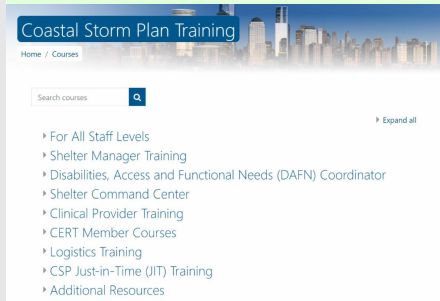 Coastal Storm Plan Training
Home / Courses
Search courses
Expand all
For All Staff Levels
Shelter Manager Training
Disabilities, Access and Functional Needs (DAFN) Coordinator
Shelter Command Center
Clinical Provider Training
CERT Member Courses
Logistics Training
CSP Just-in-Time (JIT) Training
Additional Resources